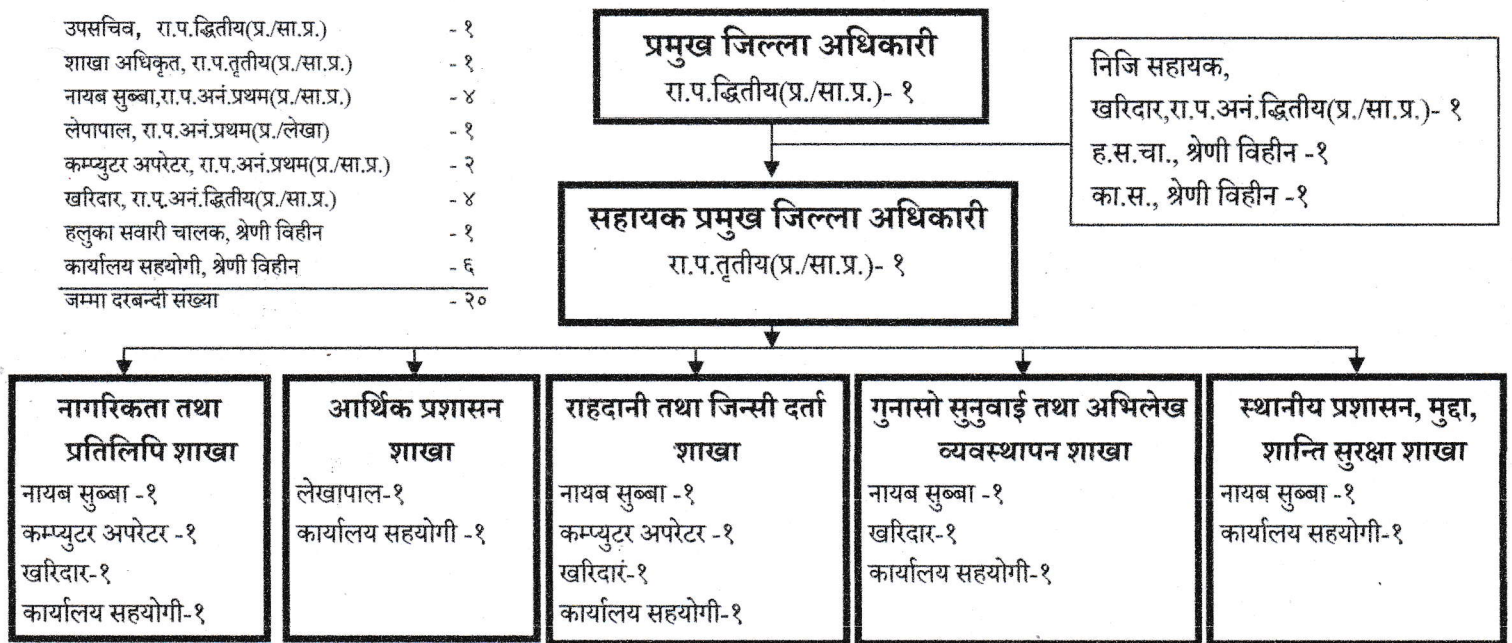 उपसचिव, रा.प.द्धितीय(प्र./सा.प्र.) - १
शाखा अधिकृत, रा.प.तृतीय(प्र./सा.प्र.) - १
नायब सुब्बा,रा.प.अनं.प्रथम(प्र./सा.प्र.) - ४
लेपापाल, रा.प.अनं.प्रथम(प्र./लेखा) - १
कम्प्युटर अपरेटर, रा.प.अनं.प्रथम(प्र./सा.प्र.) - २
खरिदार, रा.प.अनं.द्धितीय(प्र./सा.प्र.) - ४
हलुका सवारी चालक, श्रेणी विहीन - १
कार्यालय सहयोगी, श्रेणी विहीन - ६
जम्मा दरबन्दी संख्या - २०
प्रमुख जिल्ला अधिकारी
रा.प.द्धितीय(प्र./सा.प्र.)- १
निजि सहायक,
खरिदार,रा.प.अनं.द्धितीय(प्र./सा.प्र.)- १
ह.स.चा., श्रेणी विहीन -१
का.स., श्रेणी विहीन -१
सहायक प्रमुख जिल्ला अधिकारी
रा.प.तृतीय(प्र./सा.प्र.)- १
नागरिकता तथा
प्रतिलिपि शाखा
नायब सुब्बा -१
कम्प्युटर अपरेटर -१
खरिदार-१
कार्यालय सहयोगी-१
आर्थिक प्रशासन
शाखा
लेखापाल-१
कार्यालय सहयोगी -१
राहदानी तथा जिन्सी दर्ता
शाखा
नायब सुब्बा -१
कम्प्युटर अपरेटर -१
खरिदार-१
कार्यालय सहयोगी-१
गुनासो सुनुवाई तथा अभिलेख
व्यवस्थापन शाखा
नायब सुब्बा -१
खरिदार-१
कार्यालय सहयोगी-१
स्थानीय प्रशासन, मुद्दा,
शान्ति सुरक्षा शाखा
नायब सुब्बा -१
कार्यालय सहयोगी-१